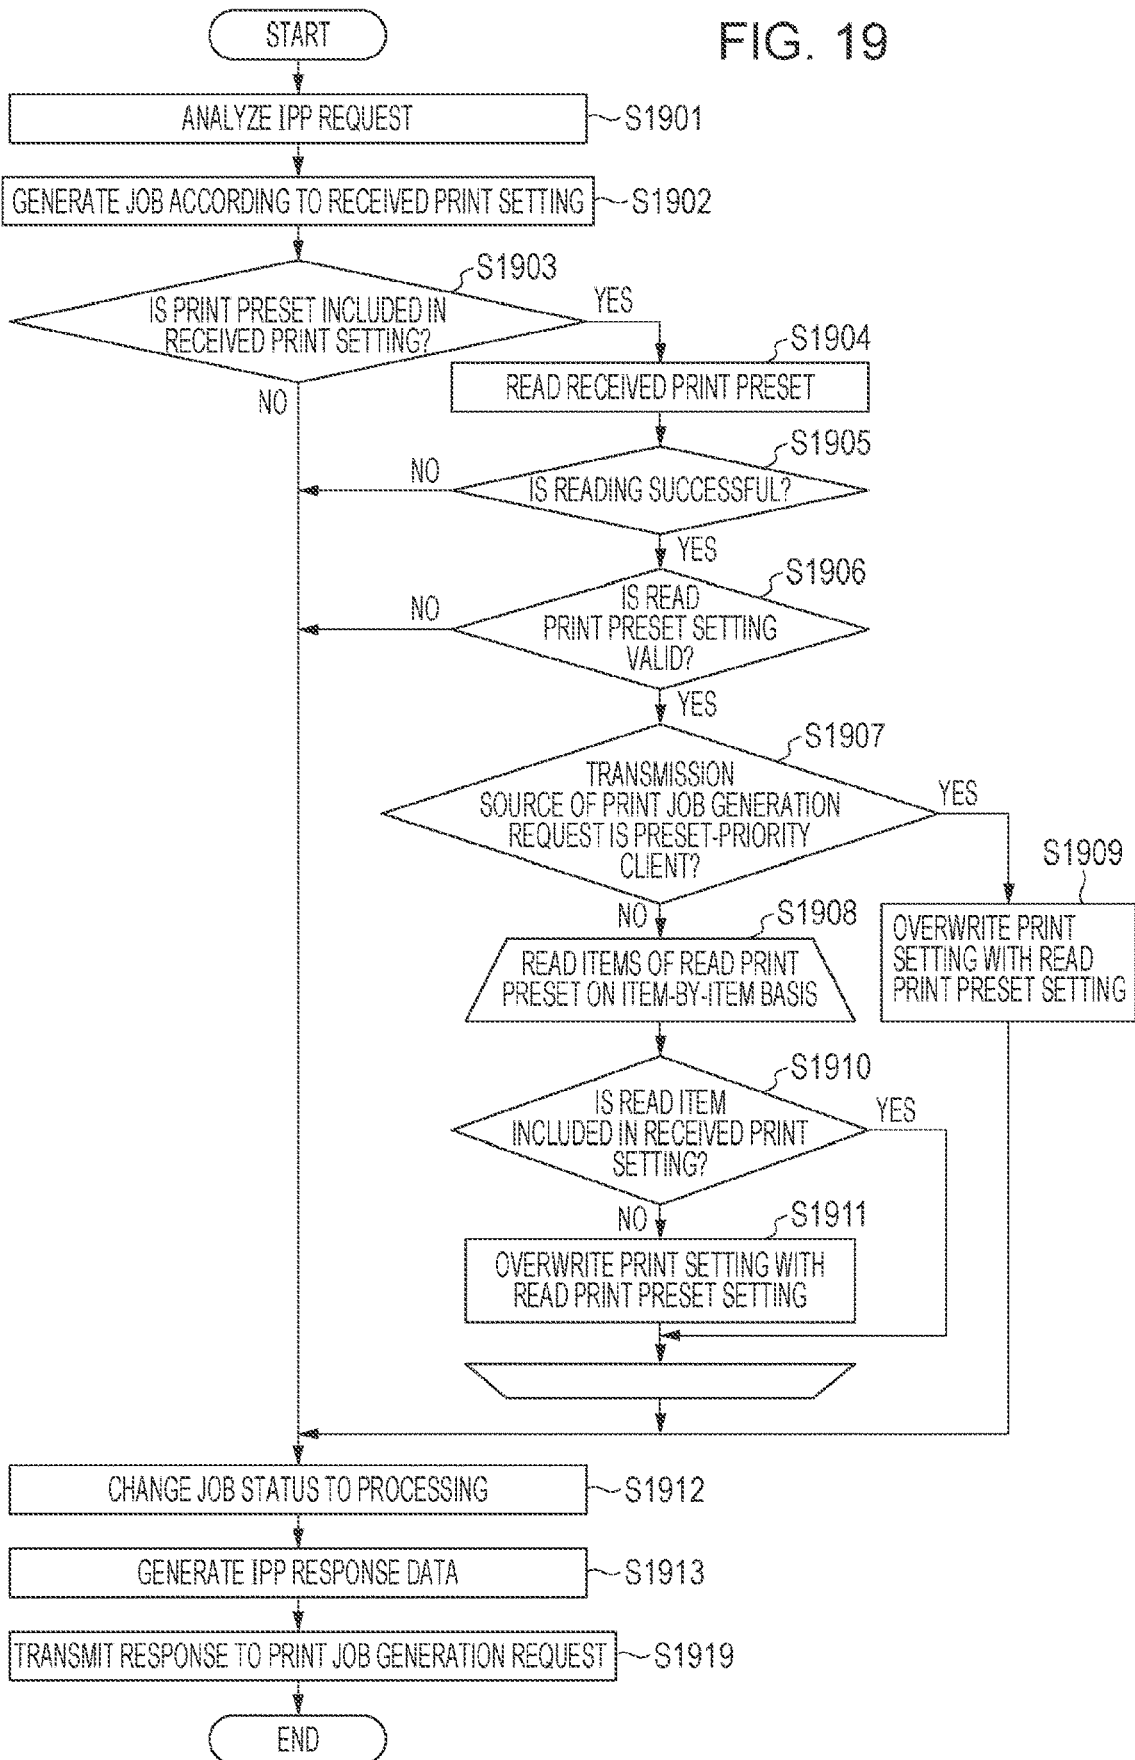 FIG. 19
START
ANALYZE IPP REQUEST
S1901
GENERATE JOB ACCORDING TO RECEIVED PRINT SETTING
S1902
S1903
IS PRINT PRESET INCLUDED IN
RECEIVED PRINT SETTING?
YES
NO
S1904
READ RECEIVED PRINT PRESET
S1905
IS READING SUCCESSFUL?
NO
YES
S1906
IS READ
PRINT PRESET SETTING
VALID?
NO
YES
S1907
TRANSMISSION
SOURCE OF PRINT JOB GENERATION
REQUEST IS PRESET-PRIORITY
CLIENT?
YES
NO
S1909
OVERWRITE PRINT
SETTING WITH READ
PRINT PRESET SETTING
S1908
READ ITEMS OF READ PRINT
PRESET ON ITEM-BY-ITEM BASIS
S1910
IS READ ITEM
INCLUDED IN RECEIVED PRINT
SETTING?
YES
NO
S1911
OVERWRITE PRINT SETTING WITH
READ PRINT PRESET SETTING
CHANGE JOB STATUS TO PROCESSING
S1912
GENERATE IPP RESPONSE DATA
S1913
TRANSMIT RESPONSE TO PRINT JOB GENERATION REQUEST
S1919
END